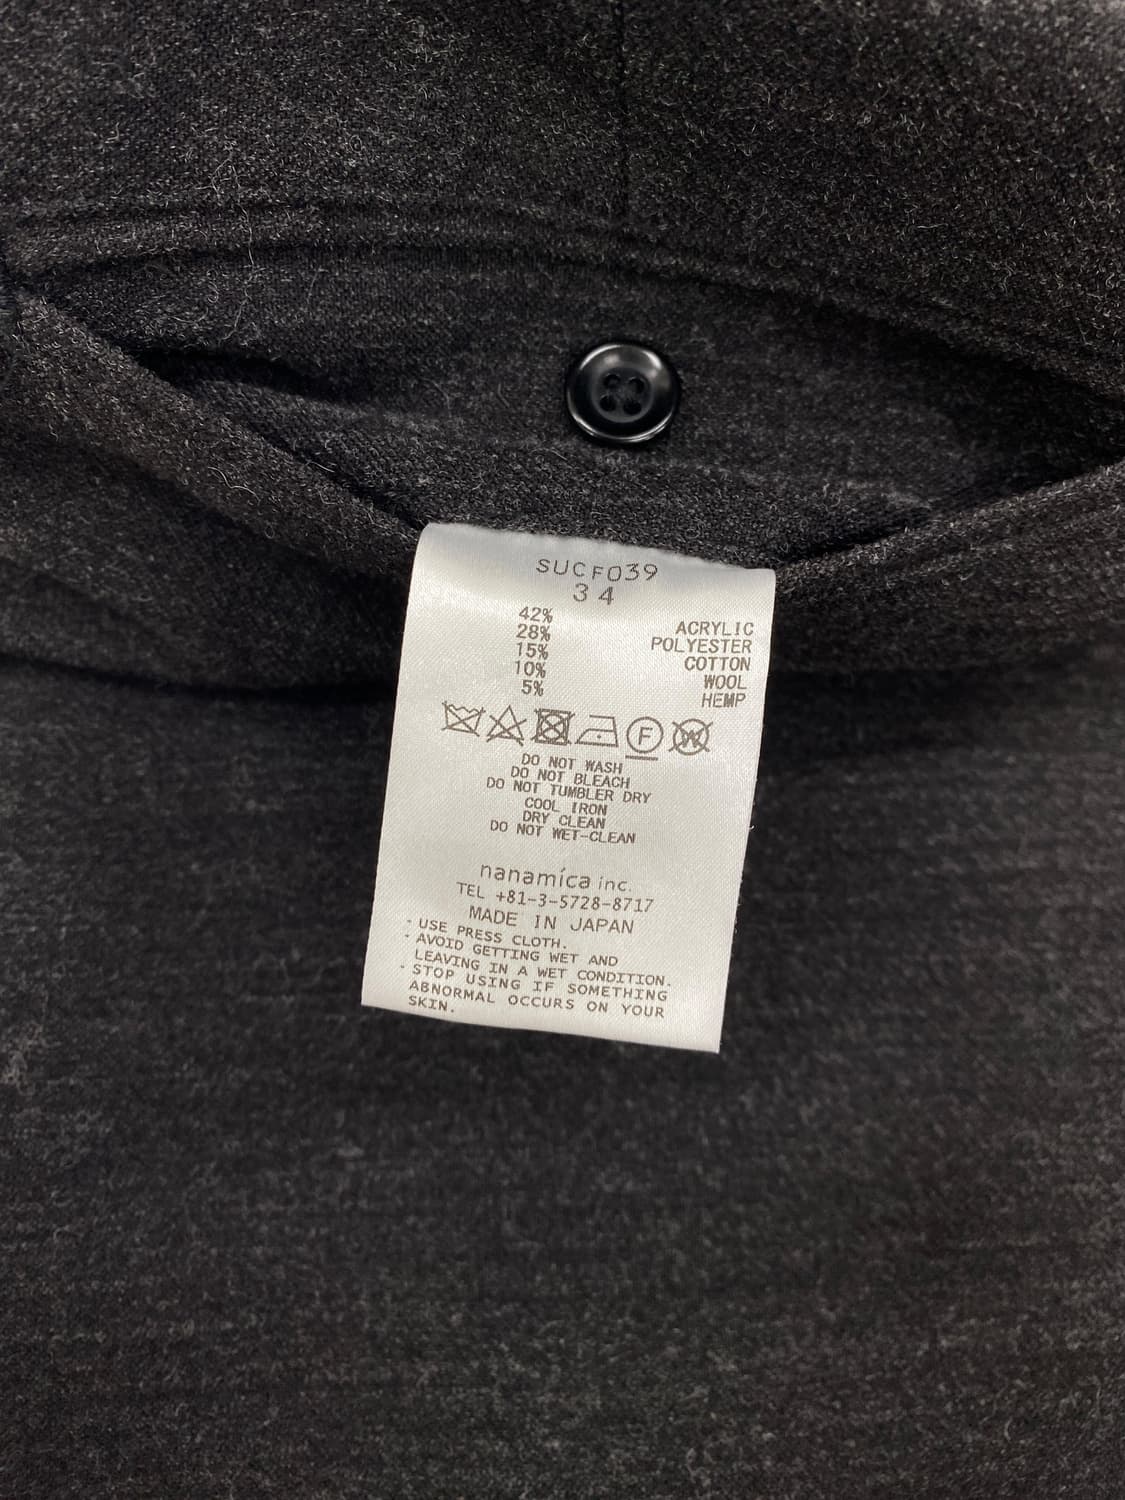 SUCF039
34
42% ACRYLIC
28% POLYESTER
15% COTTON
10% WOOL
5% HEMP
F W
DO NOT WASH
DO NOT BLEACH
DO NOT TUMBLER DRY
COOL IRON
DRY CLEAN
DO NOT WET-CLEAN
nanamica inc.
TEL +81-3-5728-8717
MADE IN JAPAN
· USE PRESS CLOTH.
· AVOID GETTING WET AND
LEAVING IN A WET CONDITION.
· STOP USING IF SOMETHING
ABNORMAL OCCURS ON YOUR
SKIN.